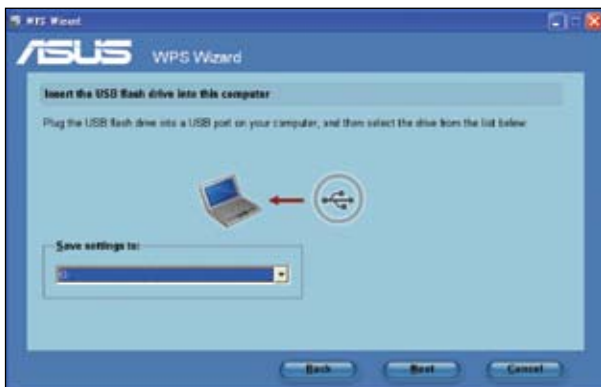 WPS Wizard
ASUS WPS Wizard
Insert the USB flash drive into this computer
Plug the USB flash drive into a USB port on your computer, and then select the drive from the list below.
Save settings to:
Back Next Cancel